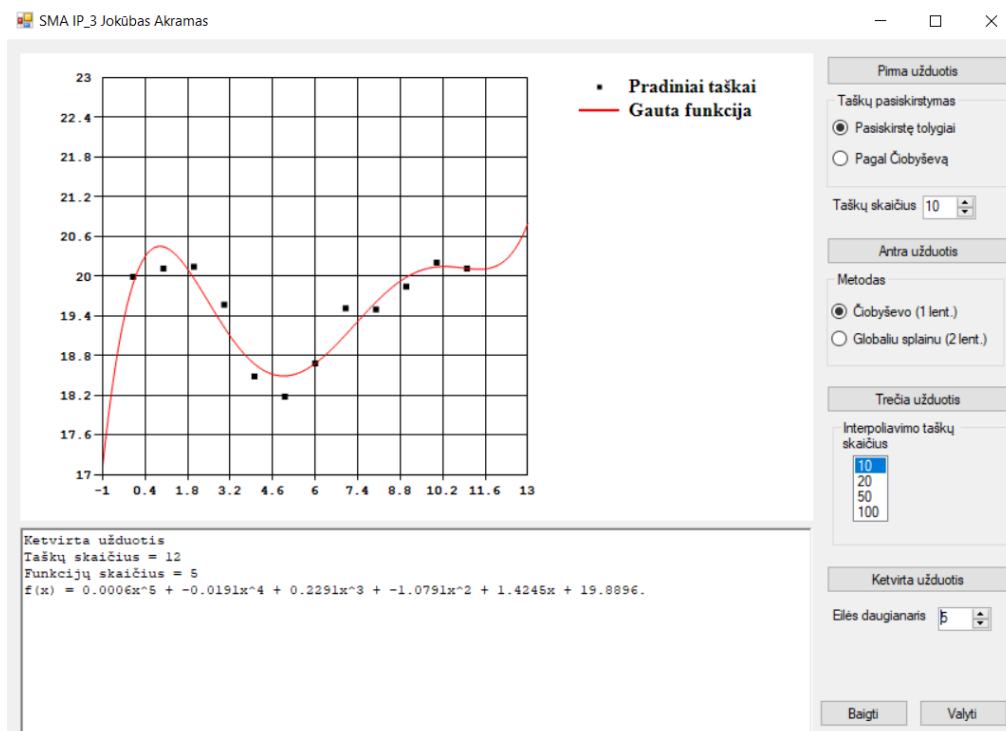 SMA IP_3 Jokūbas Akramas
23
22.4
21.8
21.2
20.6
20
19.4
18.8
18.2
17.6
17
-1 0.4 1.8 3.2 4.6 6 7.4 8.8 10.2 11.6 13
Pradiniai taškai
Gauta funkcija
Pirma užduotis
Taškų pasiskirstymas
Pasiskirstę tolygiai
Pagal Čiobyševą
Taškų skaičius 10
Antra užduotis
Metodas
Čiobyševo (1 lent.)
Globaliu splainu (2 lent.)
Trečia užduotis
Interpoliavimo taškų
skaičius
10
20
50
100
Ketvirta užduotis
Eilės daugianaris 5
Baigti Valyti
Ketvirta užduotis
Taškų skaičius = 12
Funkcijų skaičius = 5
f(x) = 0.0006x^5 + -0.0191x^4 + 0.2291x^3 + -1.0791x^2 + 1.4245x + 19.8896.